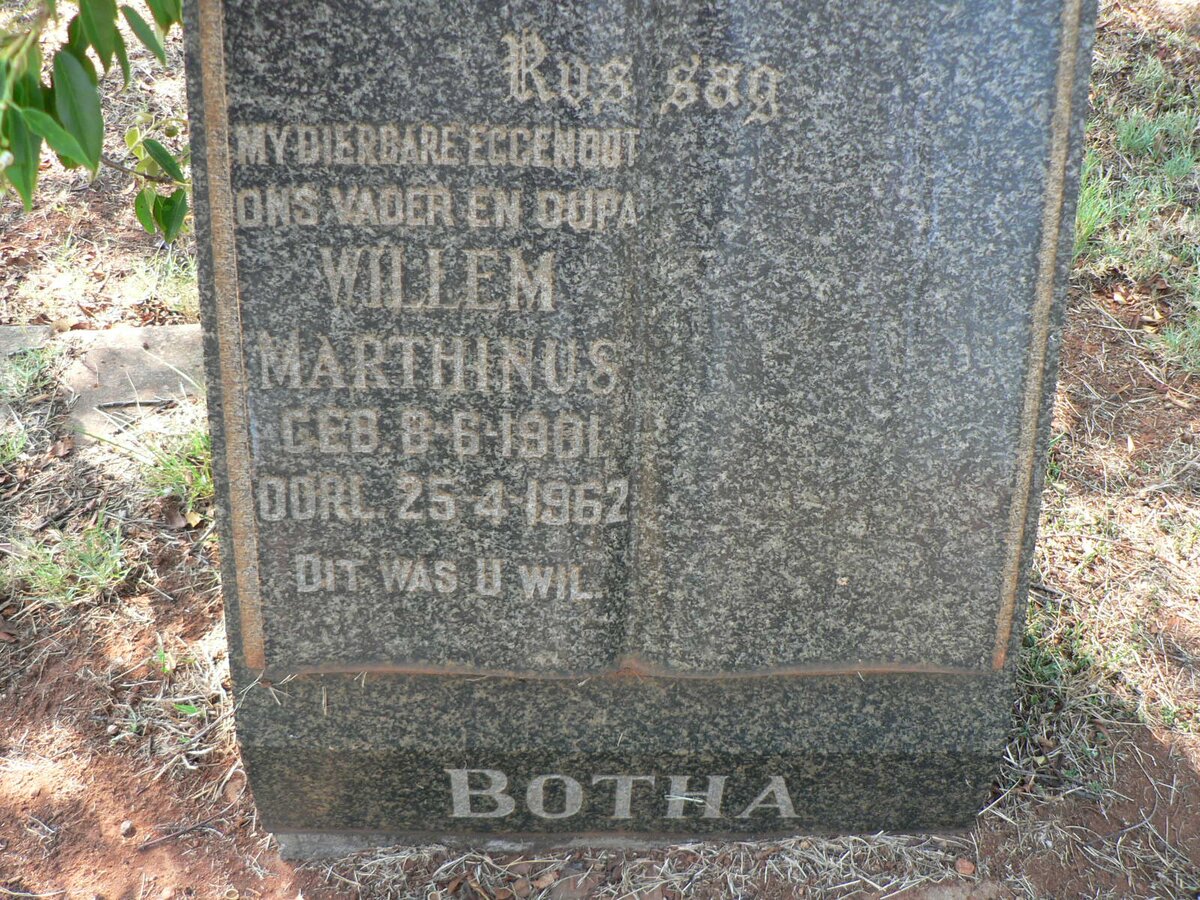 Rus sag
MY DIERBARE EGGENOOT
ONS VADER EN OUPA
WILLEM
MARTHINUS
GEB. 8-6-1901.
OORL. 25-4-1962
DIT WAS U WIL.
BOTHA